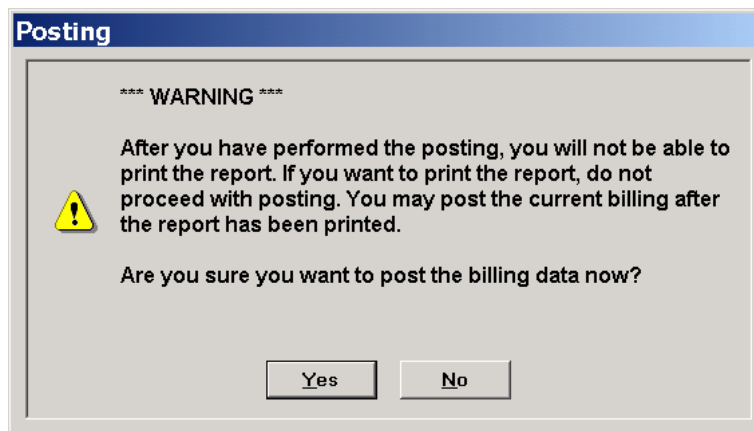 Posting
*** WARNING ***
After you have performed the posting, you will not be able to
print the report. If you want to print the report, do not
proceed with posting. You may post the current billing after
the report has been printed.
Are you sure you want to post the billing data now?
Yes
No